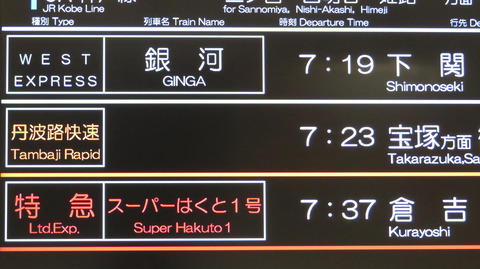 JR Kobe Line
for Sannomiya, Nishi-Akashi, Himeji
種別 Type 列車名 Train Name 時刻 Departure Time 行先
WEST EXPRESS 銀河 7:19 下関
GINGA Shimonoseki
丹波路快速 7:23 宝塚方面
Tambaji Rapid Takarazuka,
特急 スーパーはくと1号 7:37 倉吉
Ltd.Exp. Super Hakuto 1 Kurayoshi